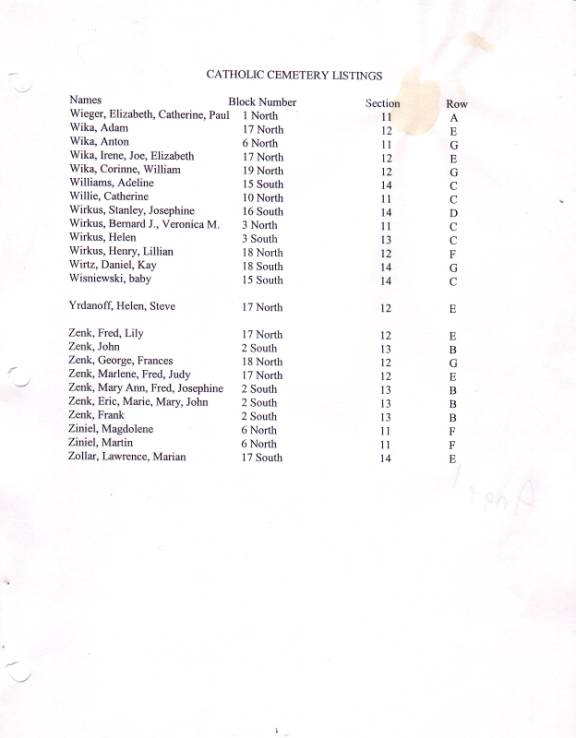 CATHOLIC CEMETERY LISTINGS
Names Block Number Section Row
Wieger, Elizabeth, Catherine, Paul 1 North 11 A
Wika, Adam 17 North 12 E
Wika, Anton 6 North 11 G
Wika, Irene, Joe, Elizabeth 17 North 12 E
Wika, Corinne, William 19 North 12 G
Williams, Adeline 15 South 14 C
Willie, Catherine 10 North 11 C
Wirkus, Stanley, Josephine 16 South 14 D
Wirkus, Bernard J., Veronica M. 3 North 11 C
Wirkus, Helen 3 South 13 C
Wirkus, Henry, Lillian 18 North 12 F
Wirtz, Daniel, Kay 18 South 14 G
Wisniewski, baby 15 South 14 C
Yrdanoff, Helen, Steve 17 North 12 E
Zenk, Fred, Lily 17 North 12 E
Zenk, John 2 South 13 B
Zenk, George, Frances 18 North 12 G
Zenk, Marlene, Fred, Judy 17 North 12 E
Zenk, Mary Ann, Fred, Josephine 2 South 13 B
Zenk, Eric, Marie, Mary, John 2 South 13 B
Zenk, Frank 2 South 13 B
Ziniel, Magdolene 6 North 11 F
Ziniel, Martin 6 North 11 F
Zollar, Lawrence, Marian 17 South 14 E